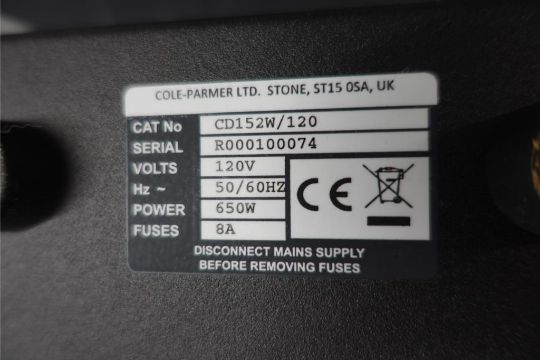 COLE-PARMER LTD. STONE, ST15 0SA, UK
CAT No CD152W/120
SERIAL R000100074
VOLTS 120V
Hz ~ 50/60HZ
POWER 650W
FUSES 8A
CE
DISCONNECT MAINS SUPPLY
BEFORE REMOVING FUSES